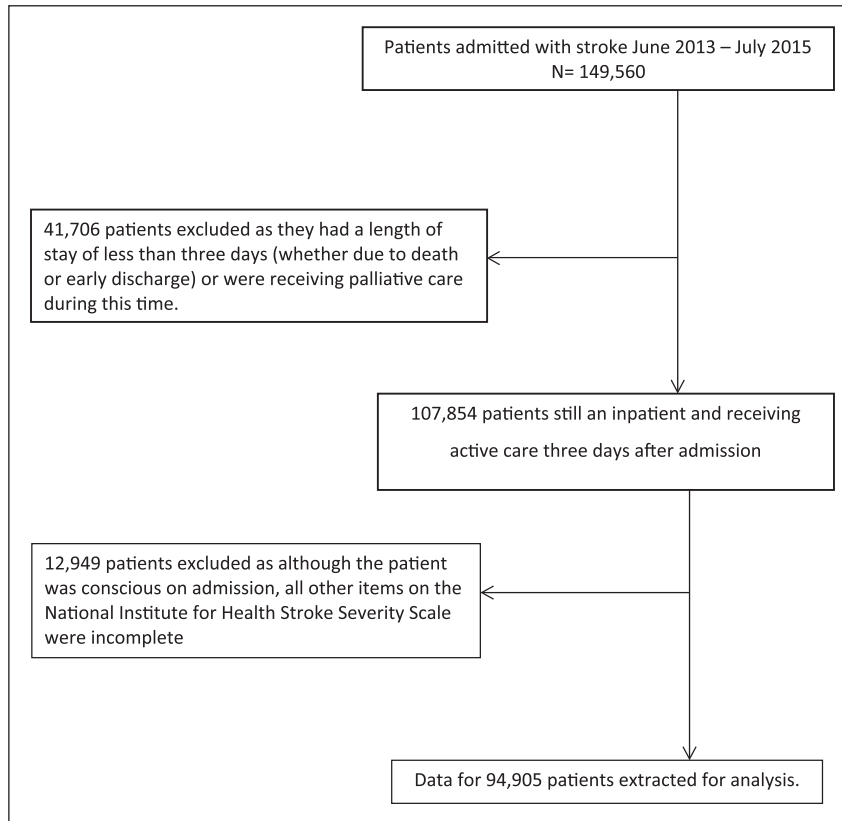 Patients admitted with stroke June 2013 – July 2015
N= 149,560
41,706 patients excluded as they had a length of
stay of less than three days (whether due to death
or early discharge) or were receiving palliative care
during this time.
107,854 patients still an inpatient and receiving
active care three days after admission
12,949 patients excluded as although the patient
was conscious on admission, all other items on the
National Institute for Health Stroke Severity Scale
were incomplete
Data for 94,905 patients extracted for analysis.